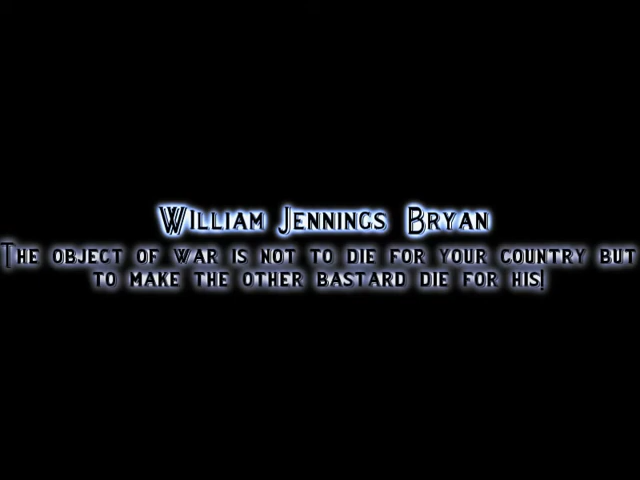 William Jennings Bryan
The object of war is not to die for your country but
to make the other bastard die for his!